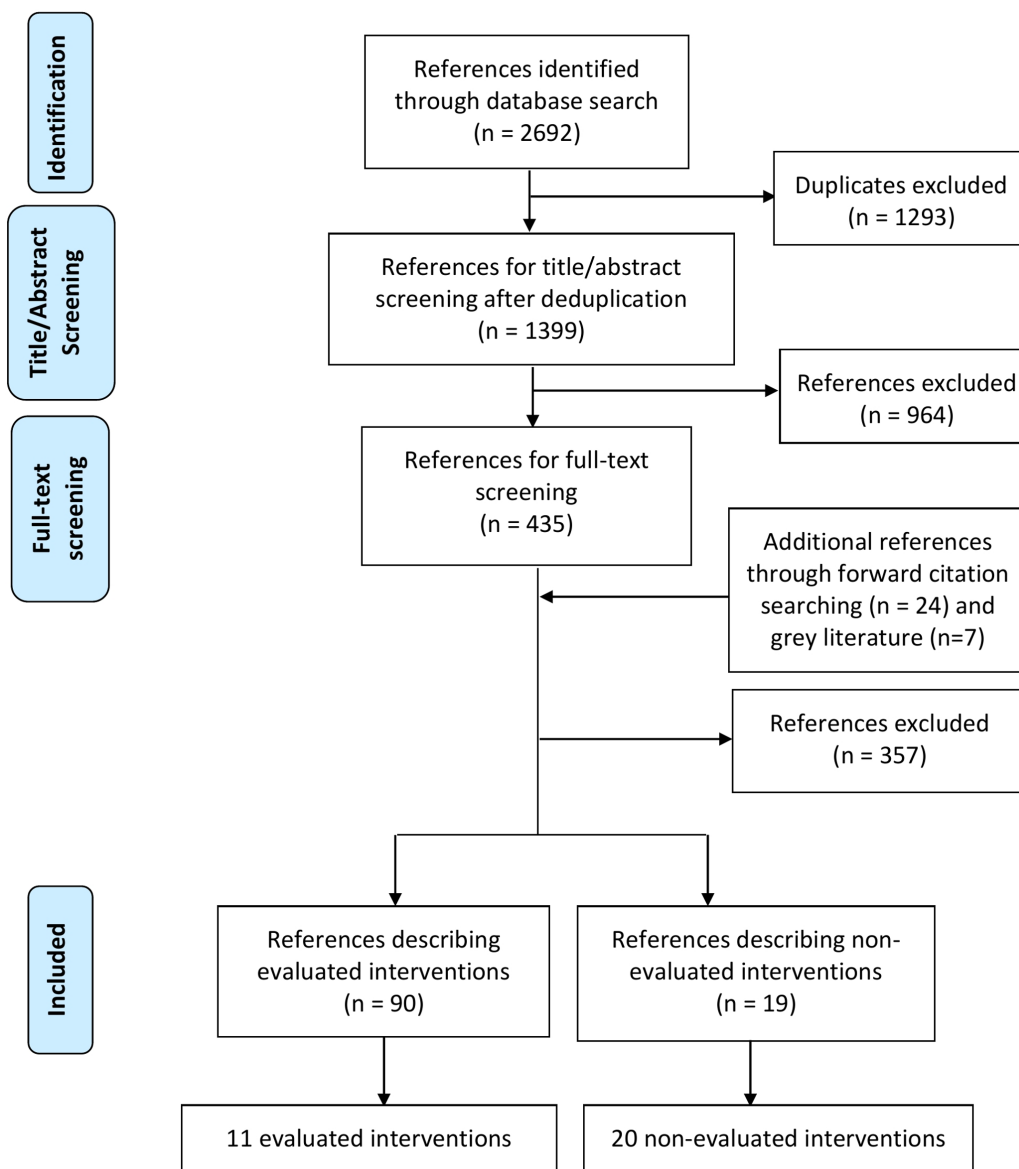 Identification
References identified
through database search
(n = 2692)
Duplicates excluded
(n = 1293)
Title/Abstract
Screening
References for title/abstract
screening after deduplication
(n = 1399)
References excluded
(n = 964)
Full-text
screening
References for full-text
screening
(n = 435)
Additional references
through forward citation
searching (n = 24) and
grey literature (n=7)
References excluded
(n = 357)
Included
References describing
evaluated interventions
(n = 90)
References describing non-
evaluated interventions
(n = 19)
11 evaluated interventions
20 non-evaluated interventions